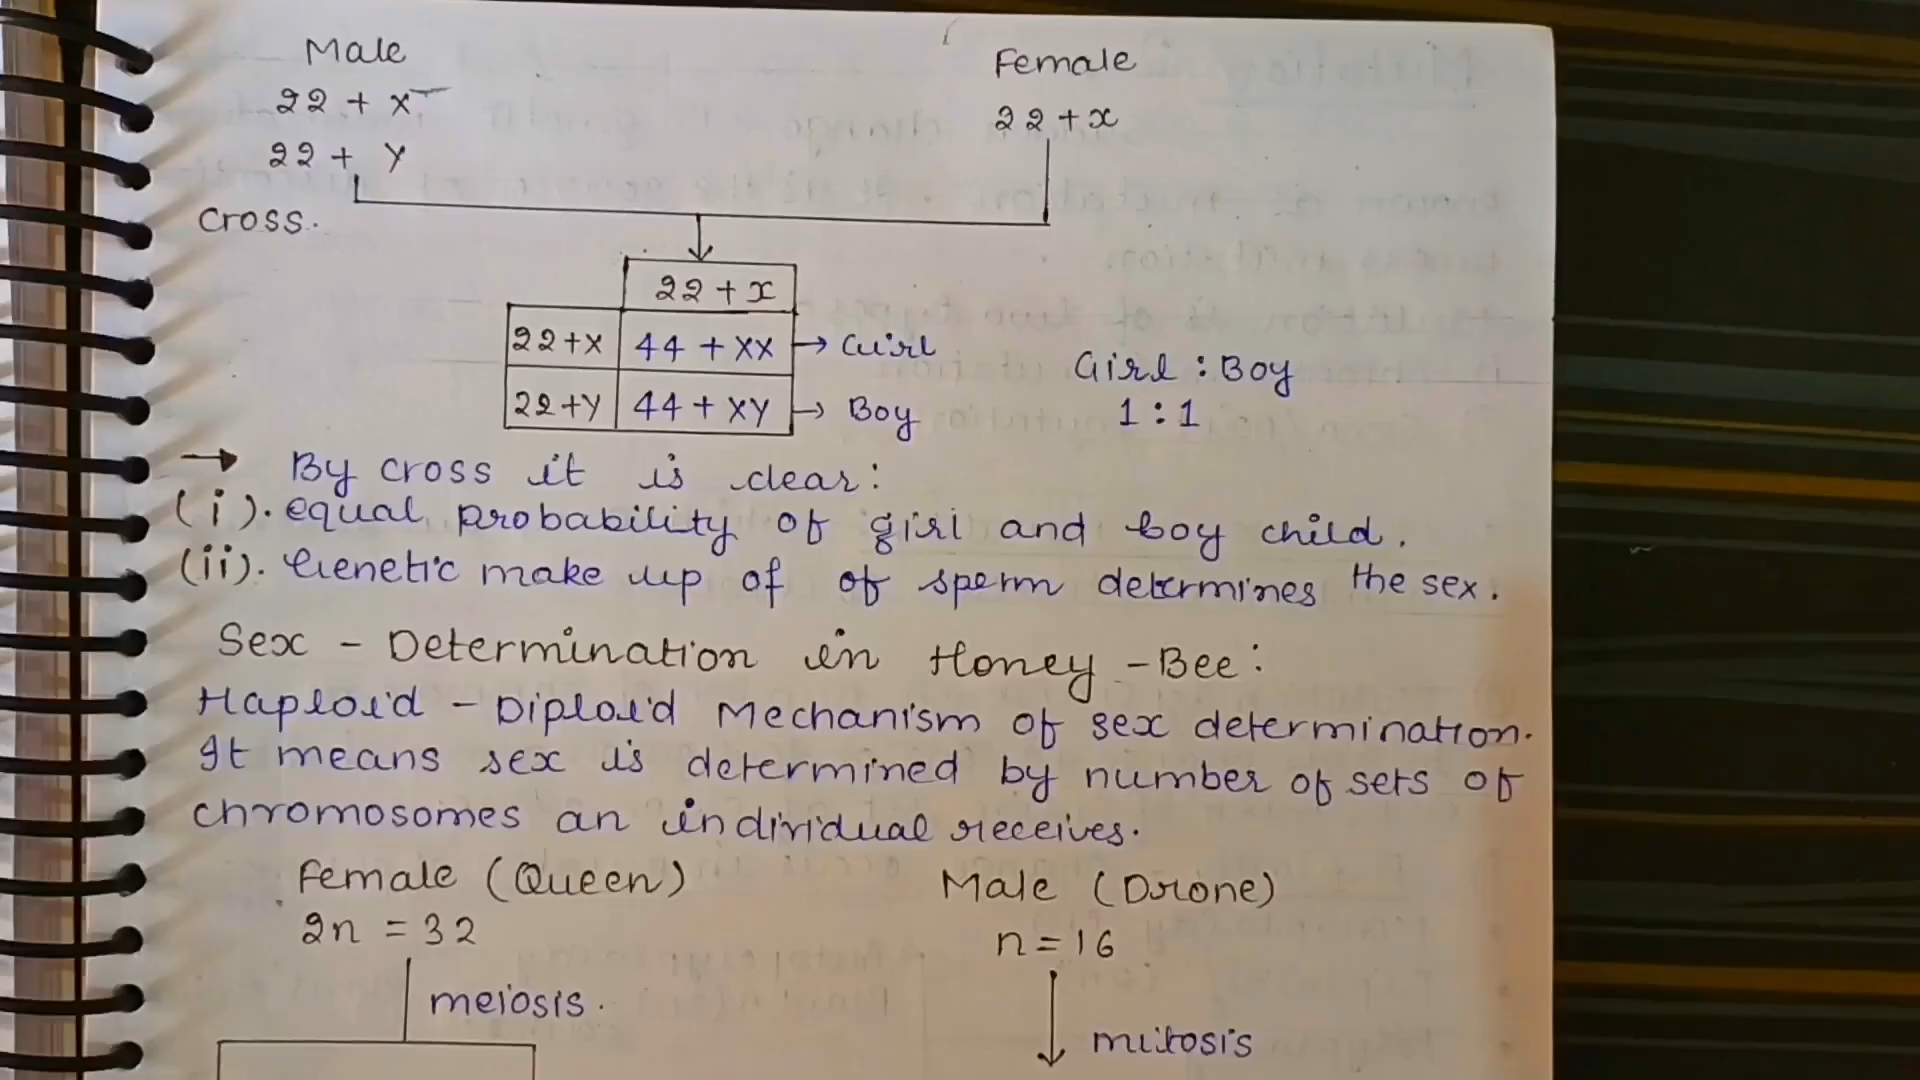 Male Female
22 + X 22 + x
22 + Y
Cross.
22 + x
22+X 44 + XX → Girl Girl : Boy
22+Y 44 + XY → Boy 1 : 1
→ By cross it is clear:
(i). equal probability of girl and boy child.
(ii). Genetic make up of of sperm determines the sex.
Sex - Determination in Honey - Bee:
Haploid - Diploid Mechanism of sex determination.
It means sex is determined by number of sets of
chromosomes an individual receives.
Female (Queen) Male (Drone)
2n = 32 n = 16
meiosis.
mitosis